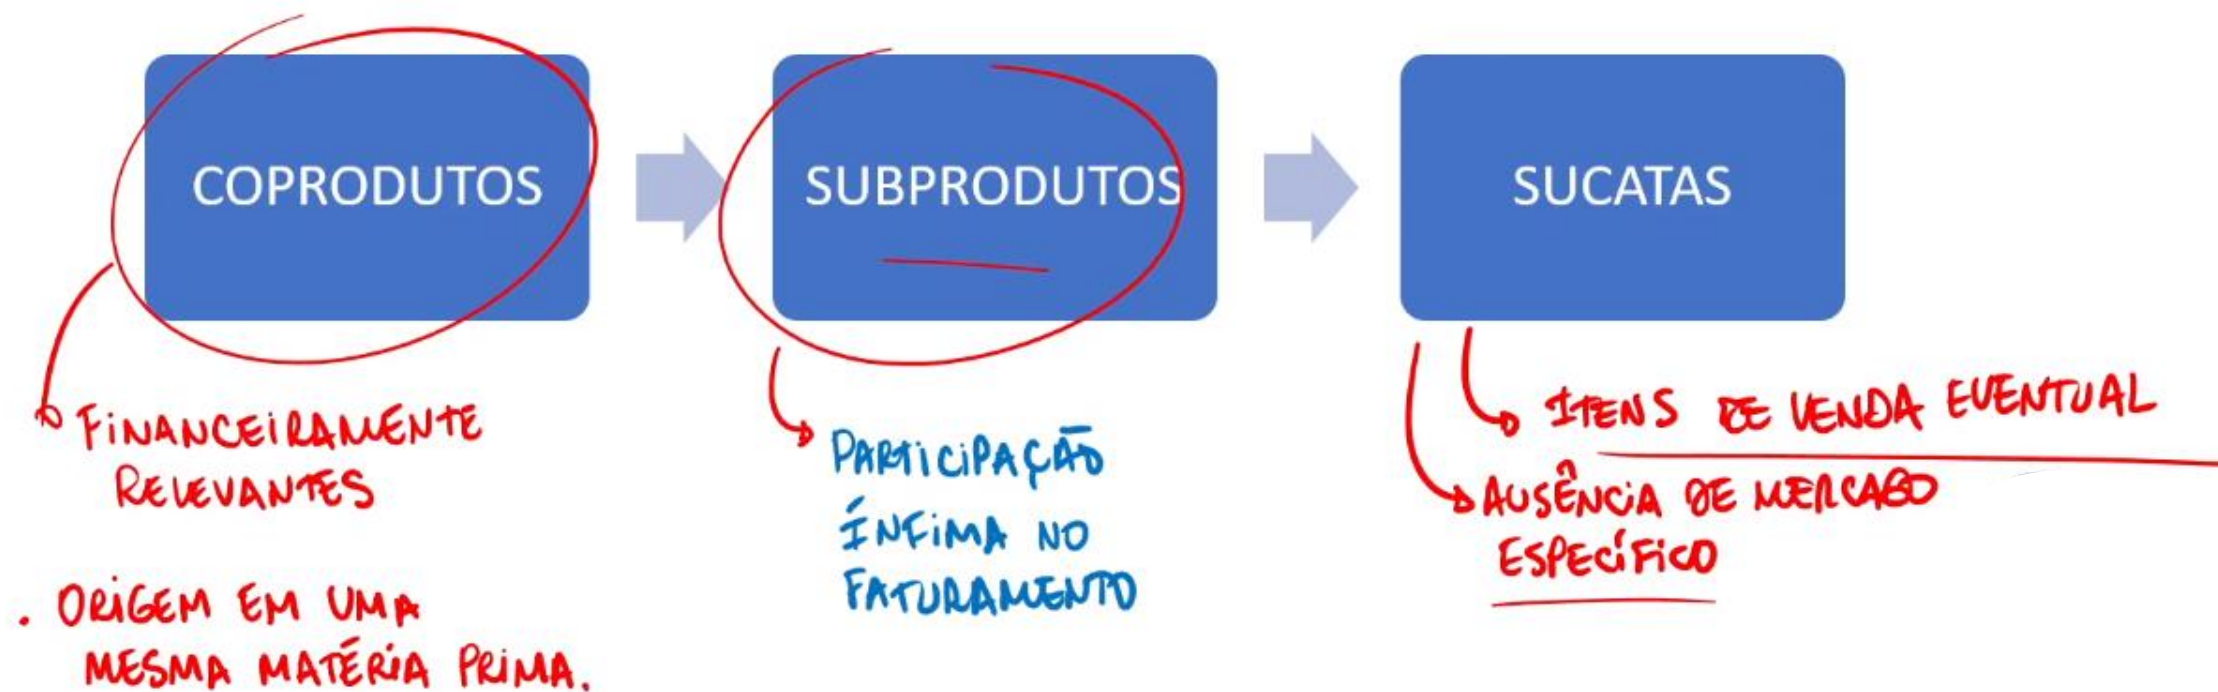 COPRODUTOS
SUBPRODUTOS
SUCATAS
FINANCEIRAMENTE
RELEVANTES
. ORIGEM EM UMA
MESMA MATÉRIA PRIMA.
PARTICIPAÇÃO
ÍNFIMA NO
FATURAMENTO
ITENS DE VENDA EVENTUAL
AUSÊNCIA DE MERCADO
ESPECÍFICO